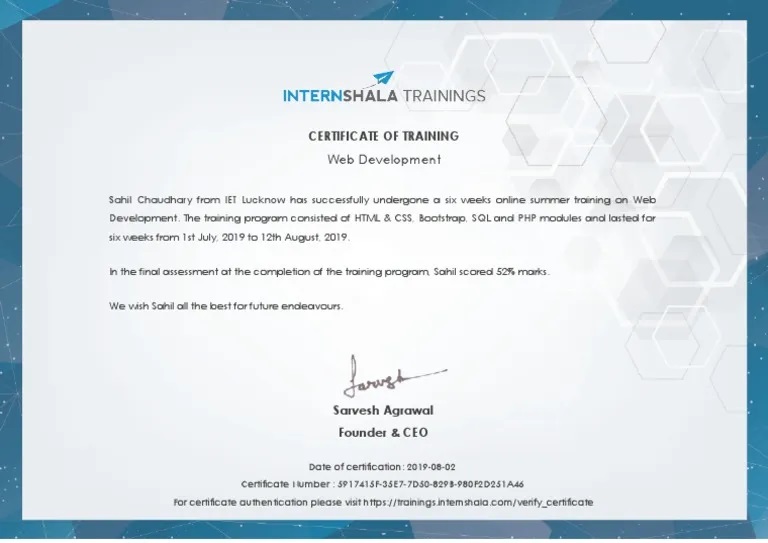 INTERNSHALA TRAININGS
CERTIFICATE OF TRAINING
Web Development
Sahil Chaudhary from IET Lucknow has successfully undergone a six weeks online summer training on Web
Development. The training program consisted of HTML & CSS, Bootstrap, SQL and PHP modules and lasted for
six weeks from 1st July, 2019 to 12th August, 2019.
In the final assessment at the completion of the training program, Sahil scored 52% marks.
We wish Sahil all the best for future endeavours.
Sarvesh
Sarvesh Agrawal
Founder & CEO
Date of certification: 2019-08-02
Certificate Number : 5917415F-35E7-7D50-829B-980F2D251A46
For certificate authentication please visit https://trainings.internshala.com/verify_certificate